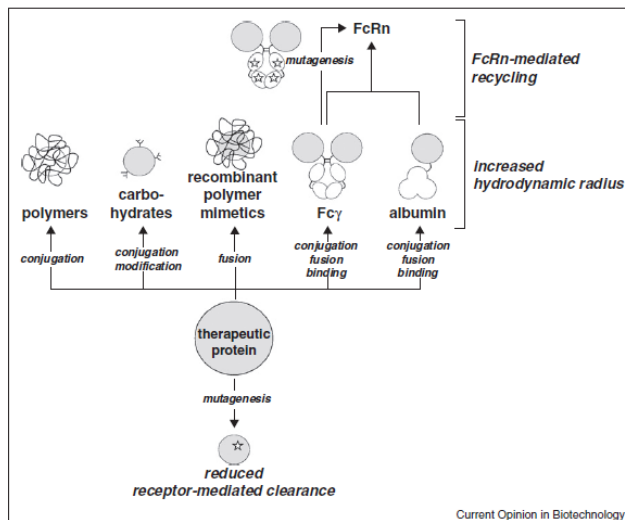 FcRn
mutagenesis
FcRn-mediated
recycling
polymers
carbo-
hydrates
recombinant
polymer
mimetics
Fcγ
albumin
increased
hydrodynamic radius
conjugation
conjugation
modification
fusion
conjugation
fusion
binding
conjugation
fusion
binding
therapeutic
protein
mutagenesis
reduced
receptor-mediated clearance
Current Opinion in Biotechnology